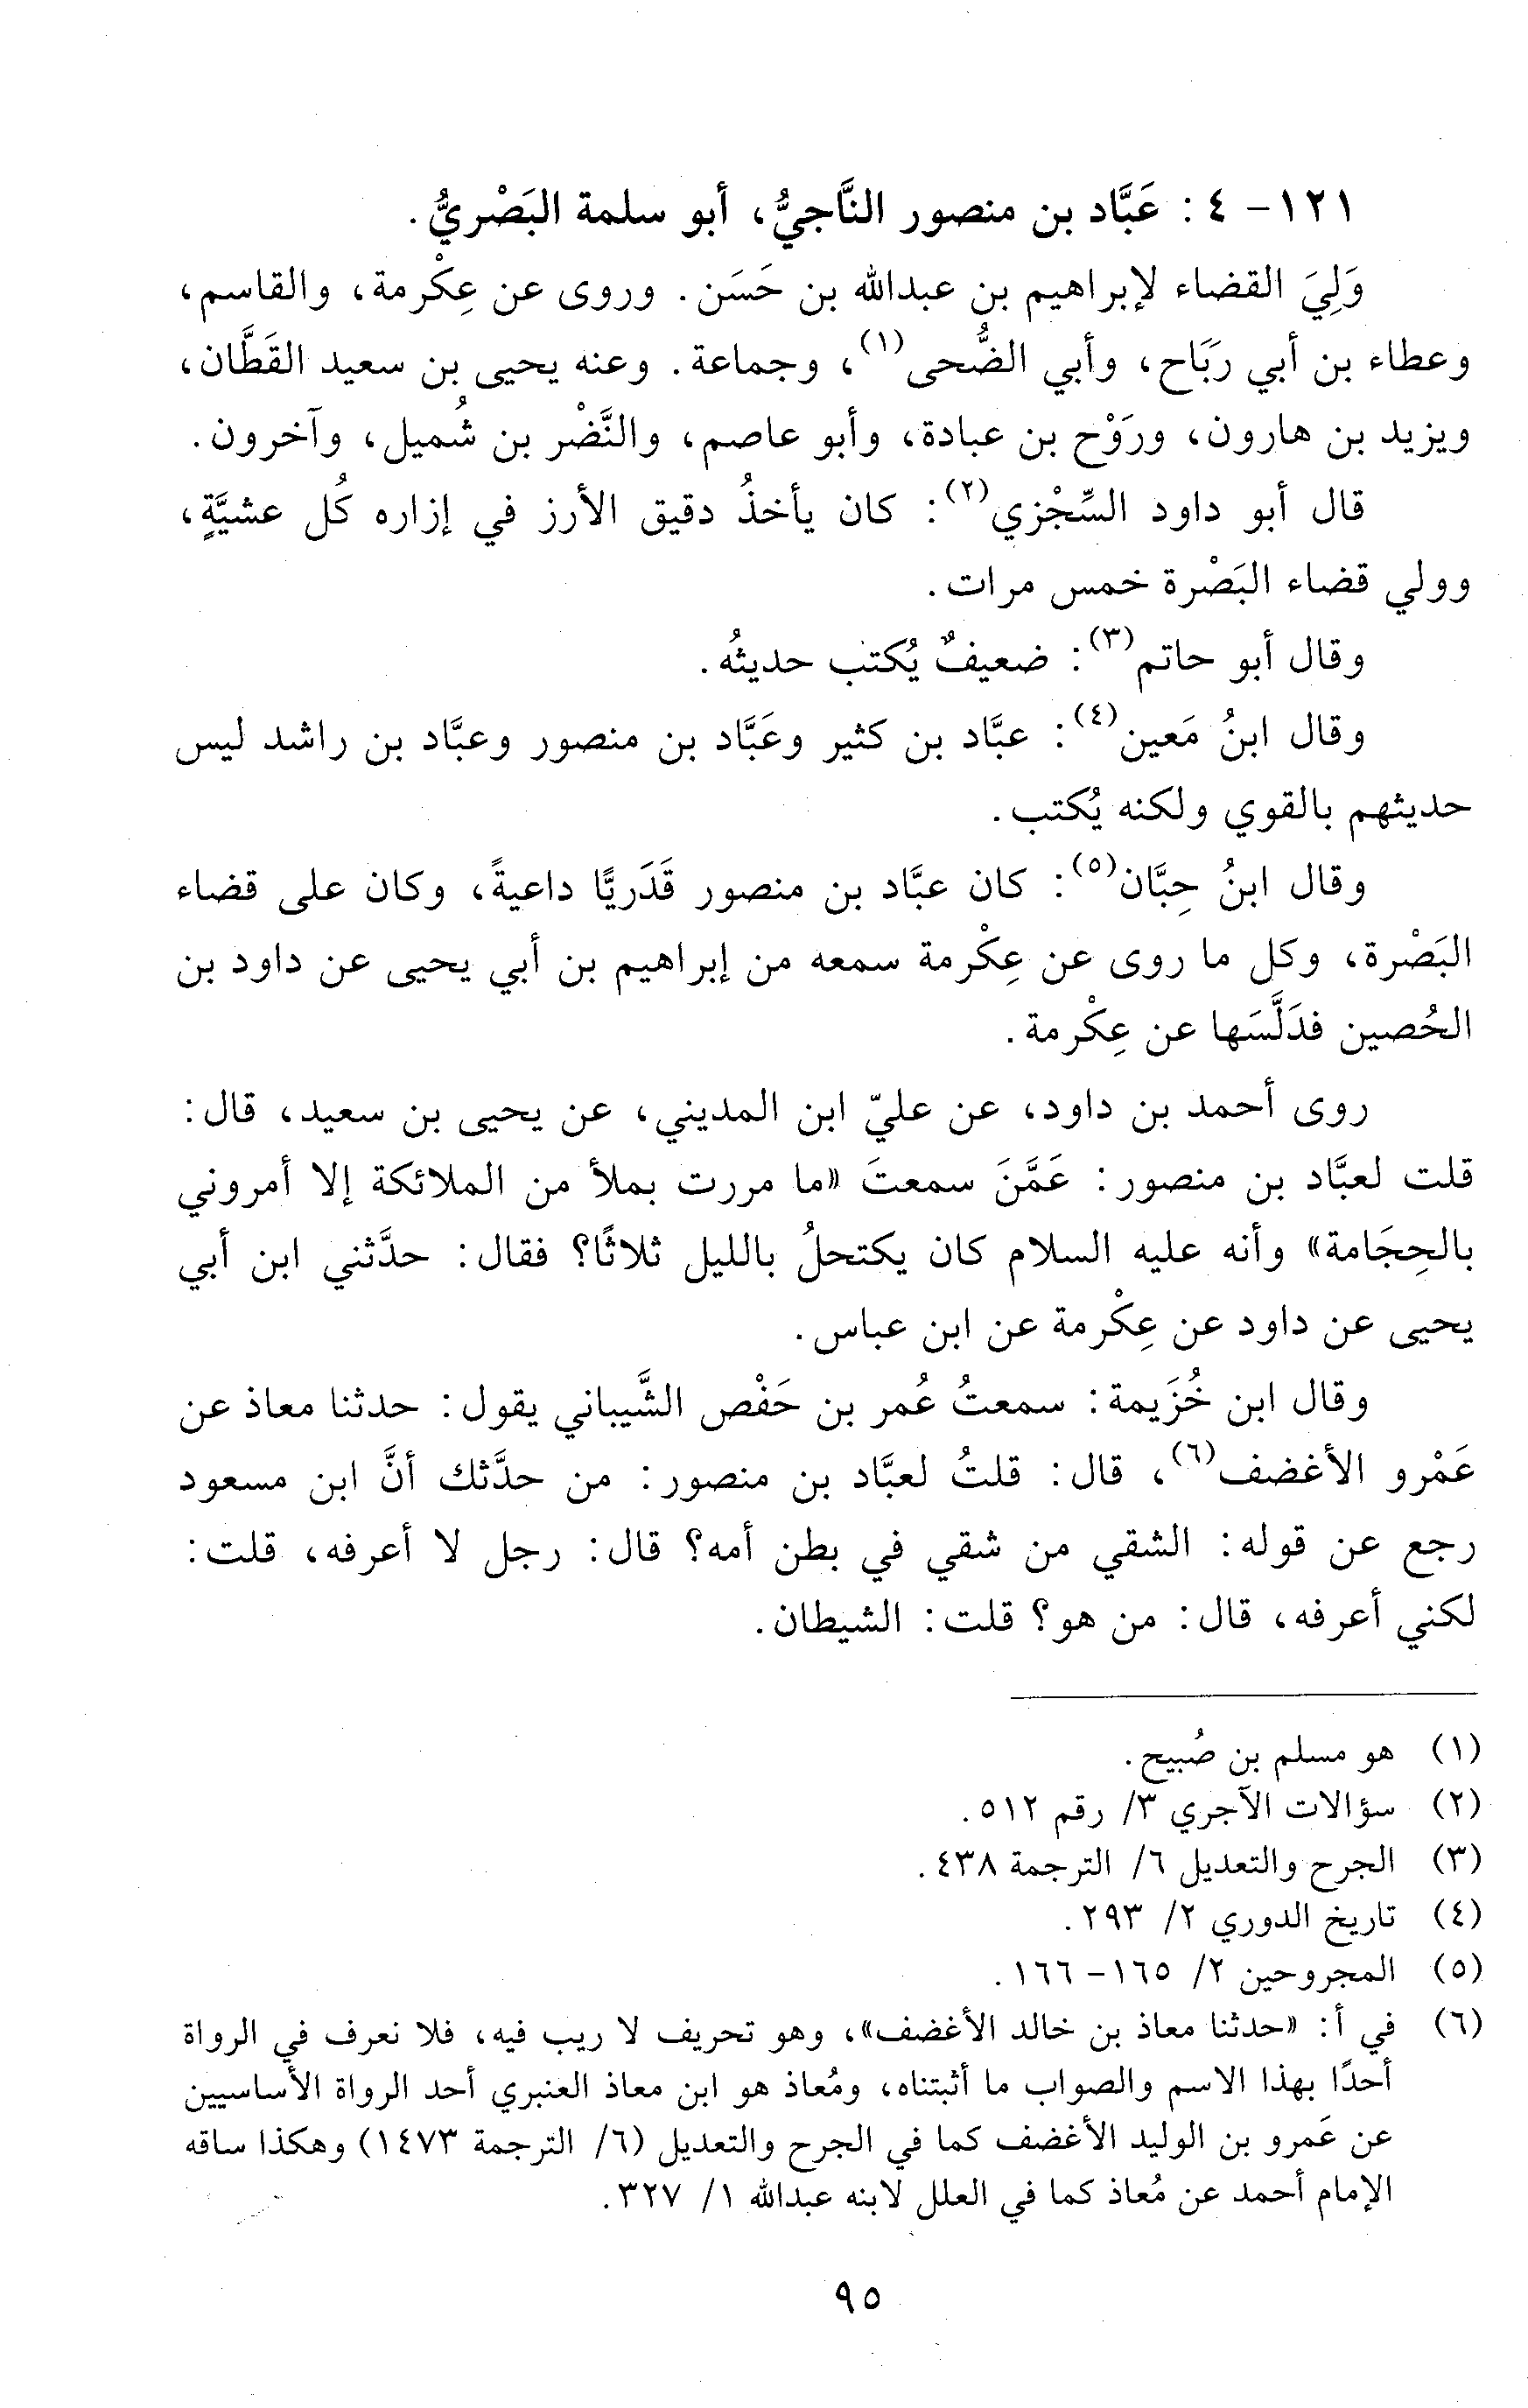 ١٢١- ٤ : عَبَّاد بن منصور النَّاجيُّ، أبو سلمة البَصْريُّ.
وَلِيَ القضاء لإبراهيم بن عبدالله بن حَسَن. وروى عن عِكْرمة، والقاسم،
وعطاء بن أبي رَبَاح، وأبي الضُّحى(١)، وجماعة. وعنه يحيى بن سعيد القَطَّان،
ويزيد بن هارون، ورَوْح بن عبادة، وأبو عاصم، والنَّضْر بن شُميل، وآخرون.
قال أبو داود السِّجْزي(٢): كان يأخذُ دقيق الأرز في إزاره كُل عشيَّةٍ،
وولي قضاء البَصْرة خمس مرات.
وقال أبو حاتم(٣): ضعيفٌ يُكتب حديثُه.
وقال ابنُ مَعين(٤): عبَّاد بن كثير وعَبَّاد بن منصور وعبَّاد بن راشد ليس
حديثهم بالقوي ولكنه يُكتب.
وقال ابنُ حِبَّان(٥): كان عبَّاد بن منصور قَدَريًّا داعيةً، وكان على قضاء
البَصْرة، وكل ما روى عن عِكْرمة سمعه من إبراهيم بن أبي يحيى عن داود بن
الحُصين فدَلَّسَها عن عِكْرمة.
روى أحمد بن داود، عن عليّ ابن المديني، عن يحيى بن سعيد، قال:
قلت لعبَّاد بن منصور: عَمَّنَ سمعتَ «ما مررت بملأ من الملائكة إلا أمروني
بالحِجَامة» وأنه عليه السلام كان يكتحلُ بالليل ثلاثًا؟ فقال: حدَّثني ابن أبي
يحيى عن داود عن عِكْرمة عن ابن عباس.
وقال ابن خُزَيمة: سمعتُ عُمر بن حَفْص الشَّيباني يقول: حدثنا معاذ عن
عَمْرو الأغضف(٦)، قال: قلتُ لعبَّاد بن منصور: من حدَّثك أنَّ ابن مسعود
رجع عن قوله: الشقي من شقي في بطن أمه؟ قال: رجل لا أعرفه، قلت:
لكني أعرفه، قال: من هو؟ قلت: الشيطان.
(١) هو مسلم بن صُبيح.
(٢) سؤالات الآجري ٣/ رقم ٥١٢.
(٣) الجرح والتعديل ٦/ الترجمة ٤٣٨.
(٤) تاريخ الدوري ٢/ ٢٩٣.
(٥) المجروحين ٢/ ١٦٥- ١٦٦.
(٦) في أ: «حدثنا معاذ بن خالد الأغضف»، وهو تحريف لا ريب فيه، فلا نعرف في الرواة
أحدًا بهذا الاسم والصواب ما أثبتناه، ومُعاذ هو ابن معاذ العنبري أحد الرواة الأساسيين
عن عَمرو بن الوليد الأغضف كما في الجرح والتعديل (٦/ الترجمة ١٤٧٣) وهكذا ساقه
الإمام أحمد عن مُعاذ كما في العلل لابنه عبدالله ١/ ٣٢٧.
٩٥